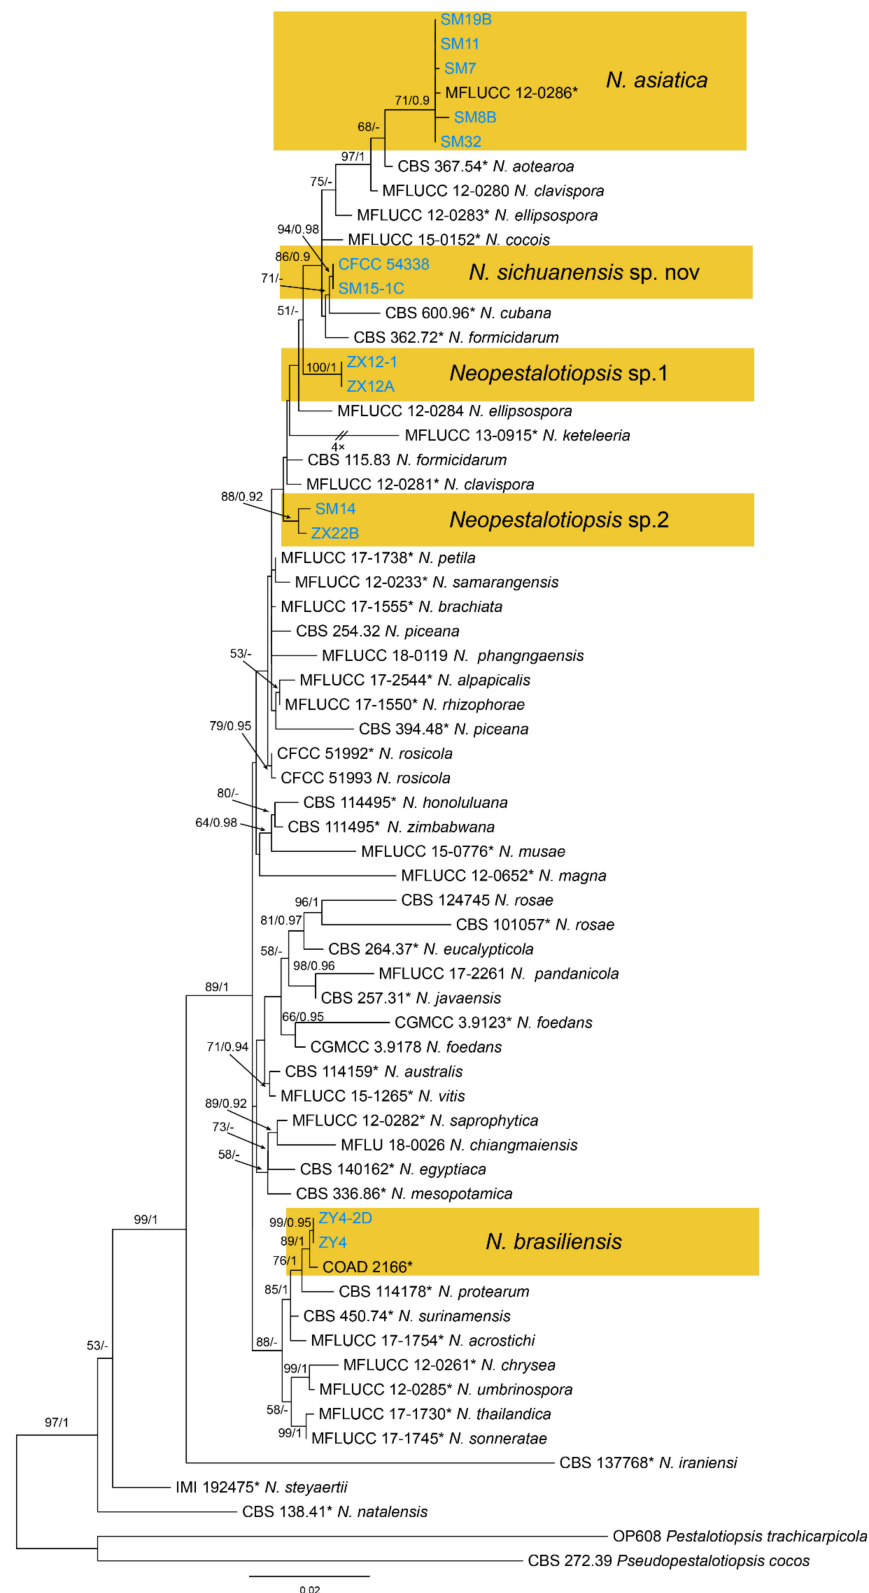 SM19B
SM11
SM7
N. asiatica
MFLUCC 12-0286*
71/0.9
SM8B
68/-
SM32
97/1
CBS 367.54* N. aotearoa
75/-
MFLUCC 12-0280 N. clavispora
MFLUCC 12-0283* N. ellipsospora
94/0.98
MFLUCC 15-0152* N. cocois
86/0.9
CFCC 54338
N. sichuanensis sp. nov
71/-
SM15-1C
51/-
CBS 600.96* N. cubana
CBS 362.72* N. formicidarum
100/1
ZX12-1
Neopestalotiopsis sp.1
ZX12A
MFLUCC 12-0284 N. ellipsospora
MFLUCC 13-0915* N. keteleeria
4×
CBS 115.83 N. formicidarum
MFLUCC 12-0281* N. clavispora
88/0.92
SM14
Neopestalotiopsis sp.2
ZX22B
MFLUCC 17-1738* N. petila
MFLUCC 12-0233* N. samarangensis
MFLUCC 17-1555* N. brachiata
CBS 254.32 N. piceana
53/-
MFLUCC 18-0119 N. phangngaensis
MFLUCC 17-2544* N. alpapicalis
MFLUCC 17-1550* N. rhizophorae
79/0.95
CBS 394.48* N. piceana
CFCC 51992* N. rosicola
CFCC 51993 N. rosicola
80/-
CBS 114495* N. honoluluana
64/0.98
CBS 111495* N. zimbabwana
MFLUCC 15-0776* N. musae
MFLUCC 12-0652* N. magna
96/1
CBS 124745 N. rosae
81/0.97
CBS 101057* N. rosae
58/-
CBS 264.37* N. eucalypticola
98/0.96
MFLUCC 17-2261 N. pandanicola
89/1
CBS 257.31* N. javaensis
66/0.95
CGMCC 3.9123* N. foedans
71/0.94
CGMCC 3.9178 N. foedans
CBS 114159* N. australis
MFLUCC 15-1265* N. vitis
89/0.92
MFLUCC 12-0282* N. saprophytica
73/-
MFLU 18-0026 N. chiangmaiensis
58/-
CBS 140162* N. egyptiaca
CBS 336.86* N. mesopotamica
99/0.95
ZY4-2D
99/1
89/1
ZY4
N. brasiliensis
76/1
COAD 2166*
85/1
CBS 114178* N. protearum
CBS 450.74* N. surinamensis
53/-
88/-
MFLUCC 17-1754* N. acrostichi
99/1
MFLUCC 12-0261* N. chrysea
MFLUCC 12-0285* N. umbrinospora
58/-
MFLUCC 17-1730* N. thailandica
97/1
99/1
MFLUCC 17-1745* N. sonneratae
CBS 137768* N. iraniensi
IMI 192475* N. steyaertii
CBS 138.41* N. natalensis
OP608 Pestalotiopsis trachicarpicola
CBS 272.39 Pseudopestalotiopsis cocos
0.02